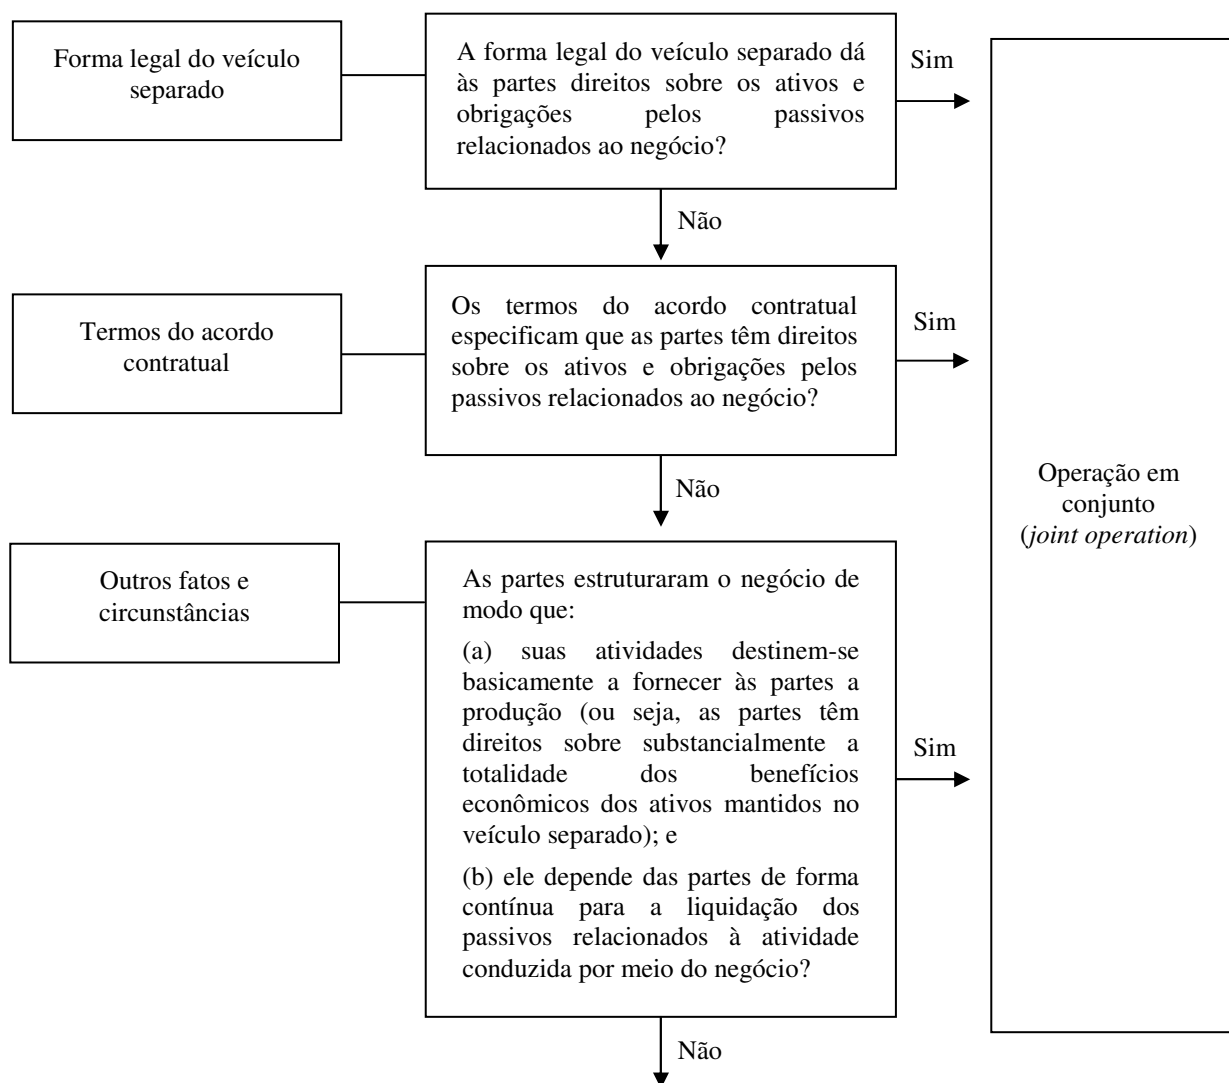 Forma legal do veículo
separado
A forma legal do veículo separado dá
às partes direitos sobre os ativos e
obrigações pelos passivos
relacionados ao negócio?
Sim
Não
Termos do acordo
contratual
Os termos do acordo contratual
especificam que as partes têm direitos
sobre os ativos e obrigações pelos
passivos relacionados ao negócio?
Sim
Não
Outros fatos e
circunstâncias
As partes estruturaram o negócio de
modo que:
(a) suas atividades destinem-se
basicamente a fornecer às partes a
produção (ou seja, as partes têm
direitos sobre substancialmente a
totalidade dos benefícios
econômicos dos ativos mantidos no
veículo separado); e
(b) ele depende das partes de forma
contínua para a liquidação dos
passivos relacionados à atividade
conduzida por meio do negócio?
Sim
Não
Operação em
conjunto
(joint operation)